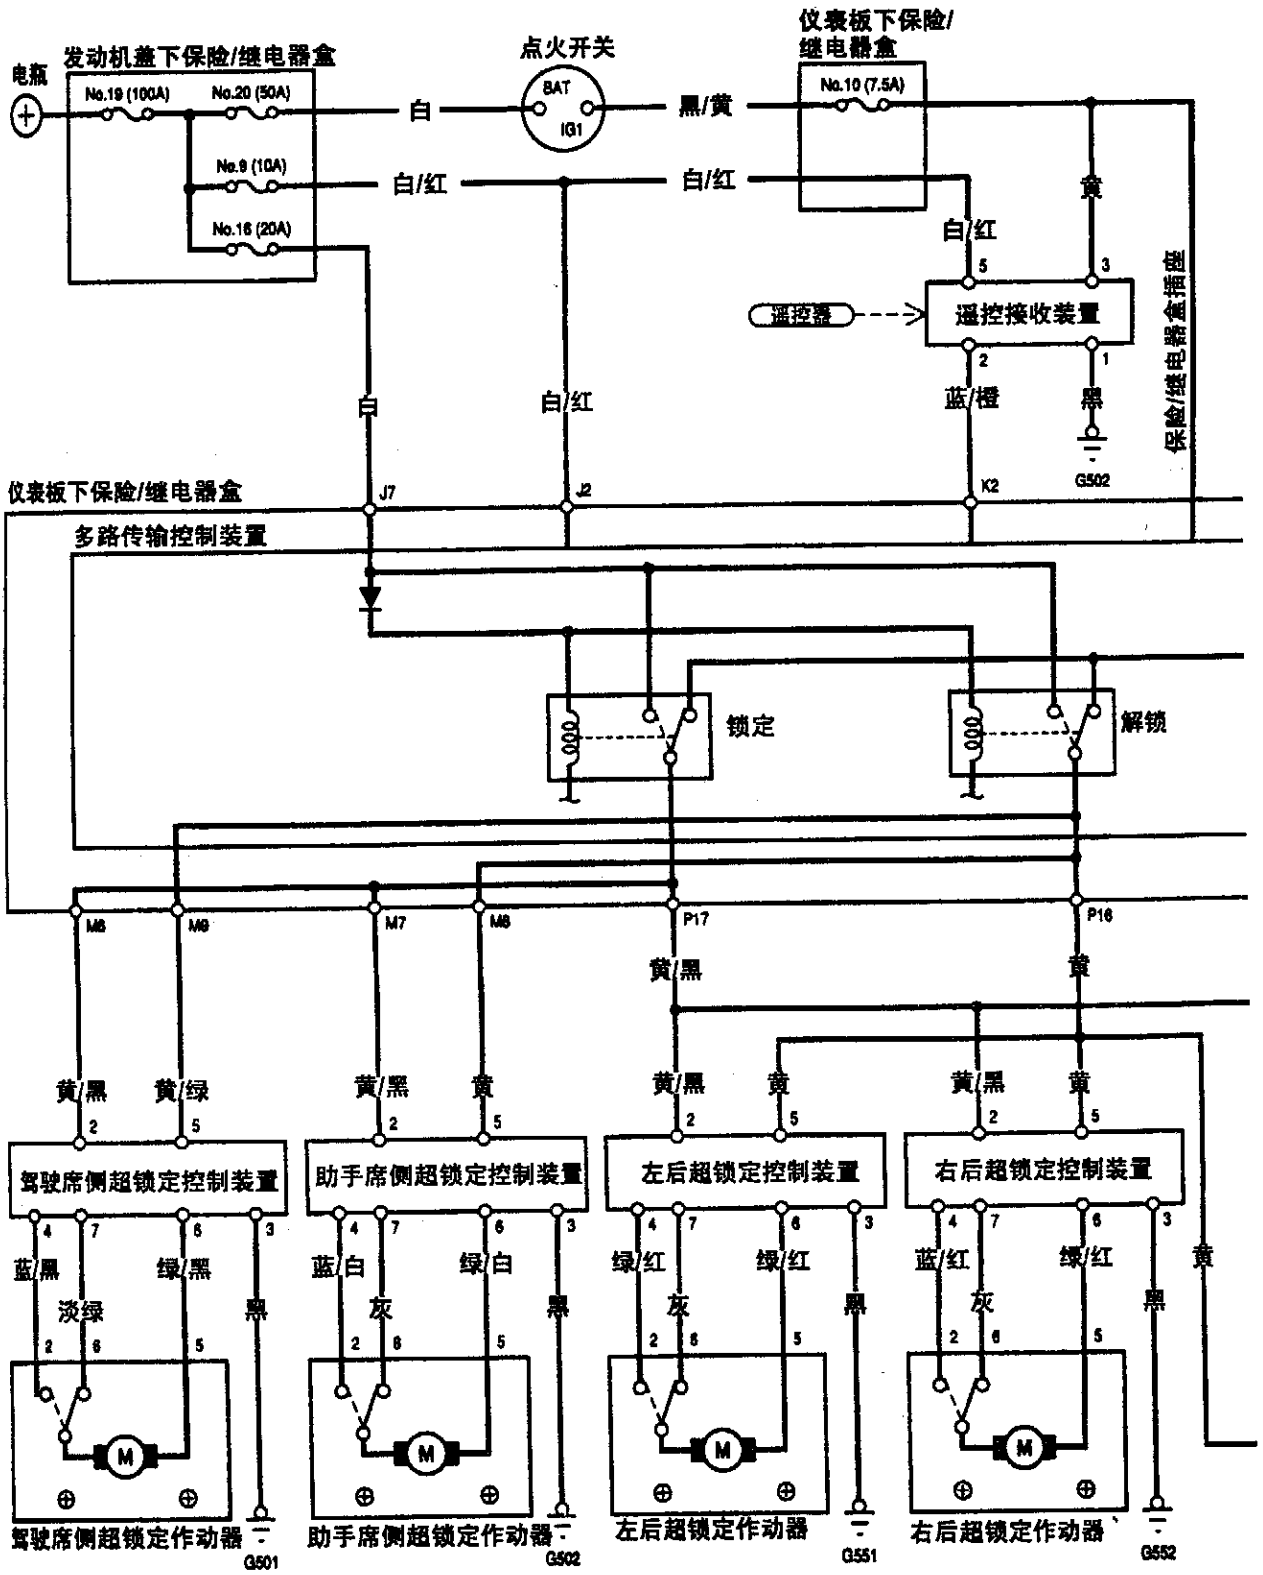 仪表板下保险/
继电器盒
点火开关
发动机盖下保险/继电器盒
电瓶
No.19 (100A)
No.20 (50A)
BAT
No.10 (7.5A)
白
黑/黄
IG1
No.9 (10A)
白/红
白/红
黄
No.16 (20A)
白/红
5
3
遥控器
遥控接收装置
保险/继电器盒插座
2
1
白
白/红
蓝/橙
黑
G502
仪表板下保险/继电器盒
J7
J2
K2
多路传输控制装置
锁定
解锁
M6
M9
M7
M8
P17
P16
黄/黑
黄
黄/黑
黄/绿
黄/黑
黄
黄/黑
黄
黄/黑
黄
2
5
2
5
2
5
2
5
驾驶席侧超锁定控制装置
助手席侧超锁定控制装置
左后超锁定控制装置
右后超锁定控制装置
4
7
6
3
4
7
6
3
4
7
6
3
4
7
6
3
蓝/黑
绿/黑
蓝/白
绿/白
绿/红
绿/红
蓝/红
绿/红
黄
淡绿
黑
灰
黑
灰
黑
灰
黑
2
6
5
2
6
5
2
6
5
2
6
5
M
M
M
M
驾驶席侧超锁定作动器
助手席侧超锁定作动器
左后超锁定作动器
右后超锁定作动器
G501
G502
G551
G552